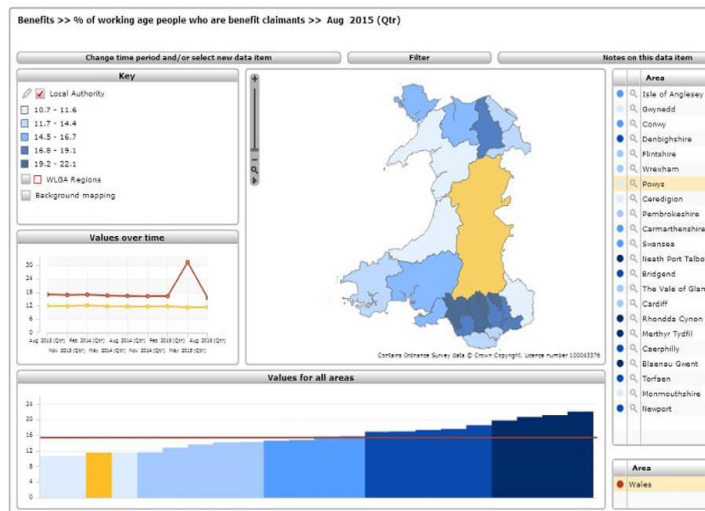 Benefits >> % of working age people who are benefit claimants >> Aug 2015 (Qtr)
Change time period and/or select new data item
Filter
Notes on this data item
Key
Local Authority
10.7 - 11.6
11.7 - 14.4
14.5 - 16.7
16.8 - 19.1
19.2 - 22.1
WLGA Regions
Background mapping
Values over time
30
24
18
12
6
0
Aug 2013 (Qtr) Feb 2014 (Qtr) Aug 2014 (Qtr) Feb 2015 (Qtr) Aug 2015 (Qtr)
Nov 2013 (Qtr) May 2014 (Qtr) Nov 2014 (Qtr) May 2015 (Qtr)
Contains Ordnance Survey data © Crown Copyright. License number 100043376
Values for all areas
24
20
16
12
8
4
0
Area
Isle of Anglesey
Gwynedd
Conwy
Denbighshire
Flintshire
Wrexham
Powys
Ceredigion
Pembrokeshire
Carmarthenshire
Swansea
Neath Port Talbo
Bridgend
The Vale of Glan
Cardiff
Rhondda Cynon
Merthyr Tydfil
Caerphilly
Blaenau Gwent
Torfaen
Monmouthshire
Newport
Area
Wales